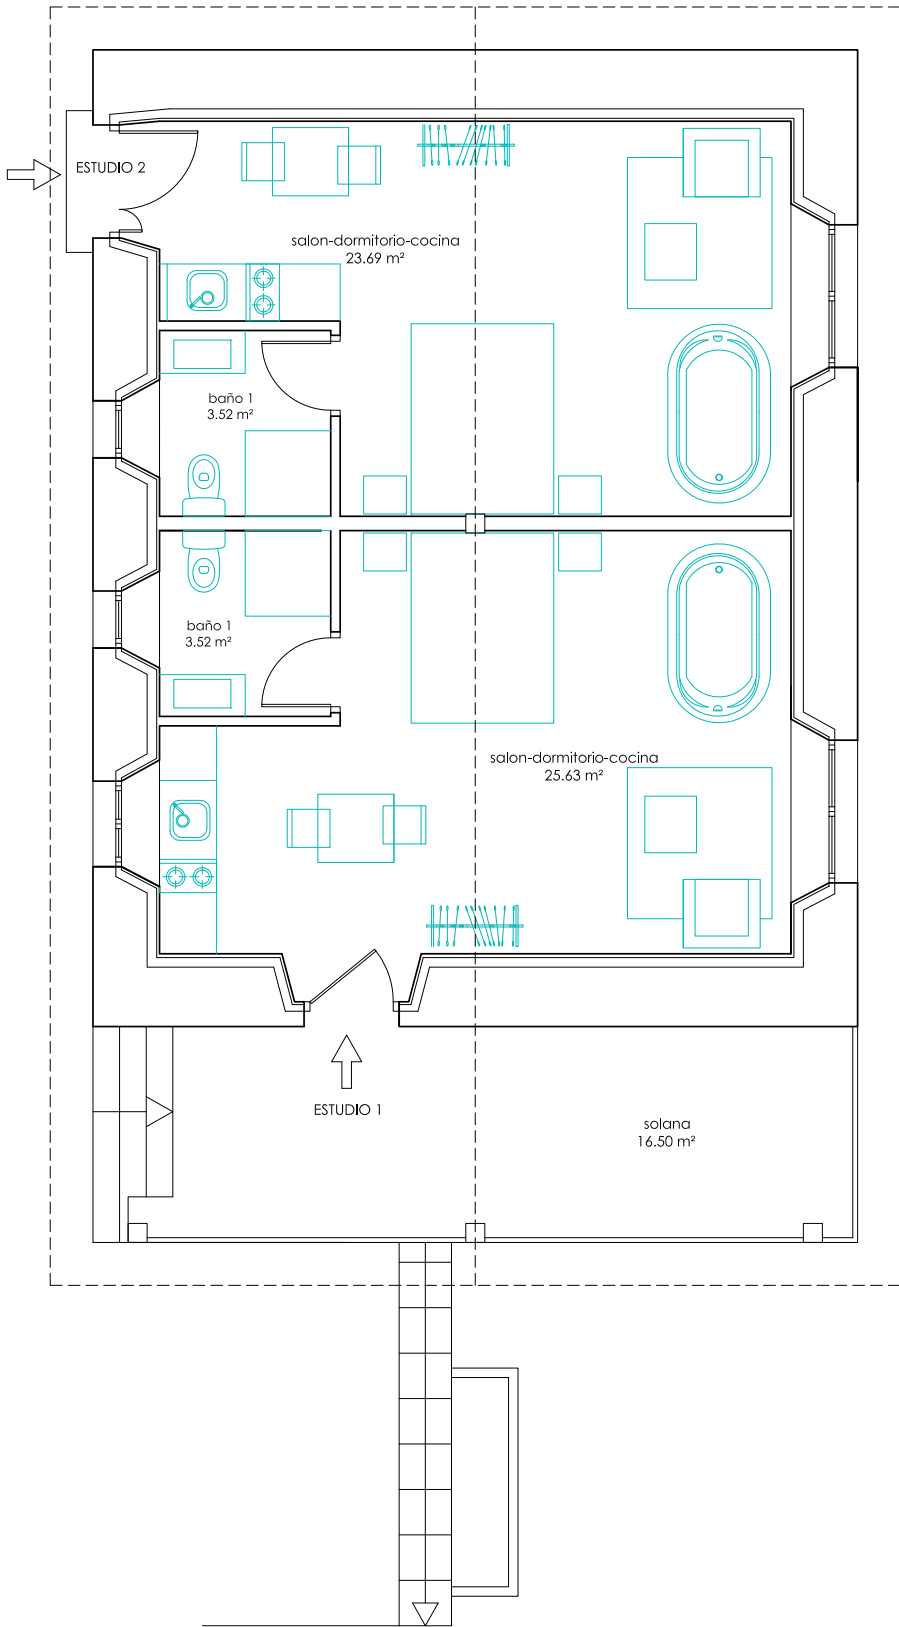 ESTUDIO 2
salon-dormitorio-cocina
23.69 m²
baño 1
3.52 m²
baño 1
3.52 m²
salon-dormitorio-cocina
25.63 m²
ESTUDIO 1
solana
16.50 m²